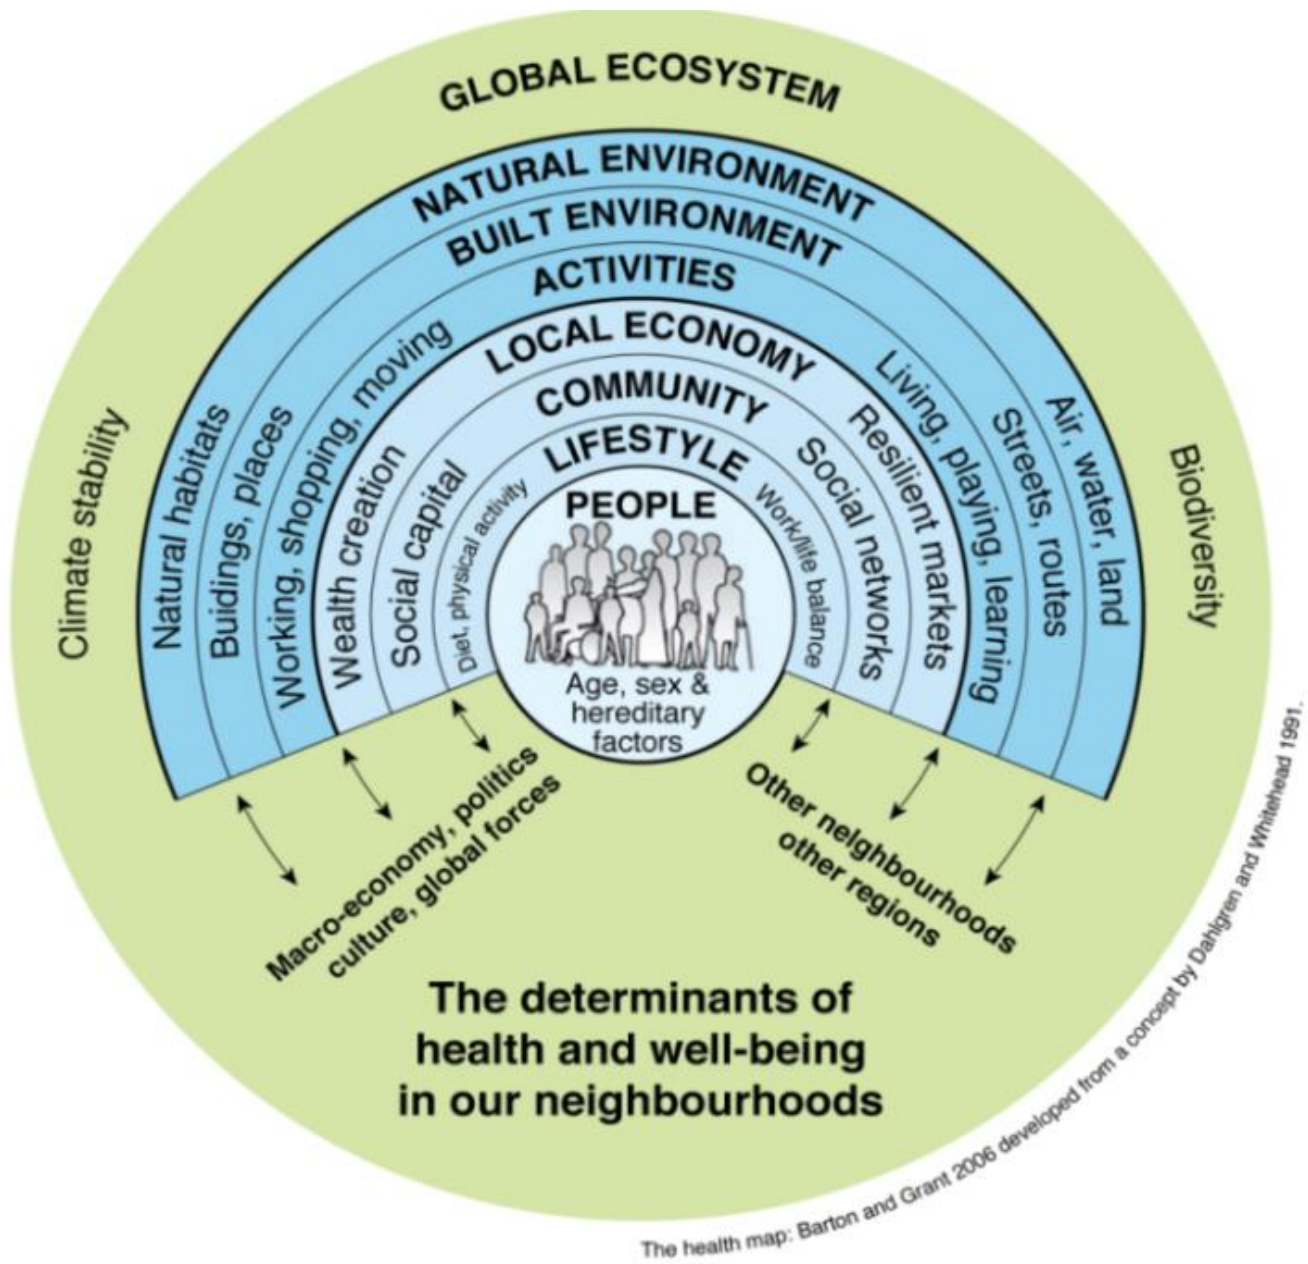 GLOBAL ECOSYSTEM
NATURAL ENVIRONMENT
BUILT ENVIRONMENT
ACTIVITIES
LOCAL ECONOMY
COMMUNITY
LIFESTYLE
PEOPLE
Age, sex &
hereditary
factors
Climate stability
Natural habitats
Buidings, places
Working, shopping, moving
Wealth creation
Social capital
Diet, physical activity
Work/life balance
Social networks
Resilient markets
Living, playing, learning
Streets, routes
Air, water, land
Biodiversity
Macro-economy, politics
culture, global forces
Other neighbourhoods
other regions
The determinants of
health and well-being
in our neighbourhoods
The health map: Barton and Grant 2006 developed from a concept by Dahlgren and Whitehead 1991.